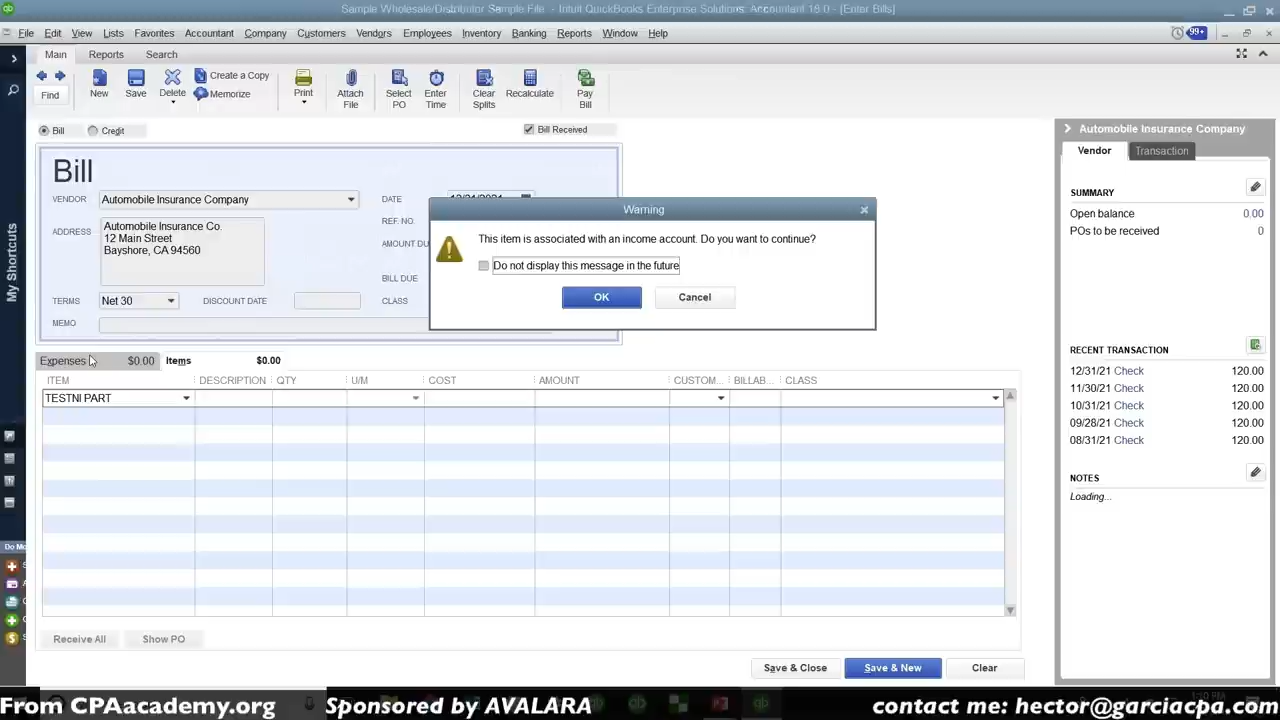 Sample Wholesale/Distributor Sample File - Intuit QuickBooks Enterprise Solutions: Accountant 18.0 - [Enter Bills]
File Edit View Lists Favorites Accountant Company Customers Vendors Employees Inventory Banking Reports Window Help
99+
Main Reports Search
Find
New
Save
Delete
Create a Copy
Memorize
Print
Attach File
Select PO
Enter Time
Clear Splits
Recalculate
Pay Bill
My Shortcuts
Bill Credit
Bill Received
Bill
VENDOR Automobile Insurance Company
DATE 12/31/2021
ADDRESS
Automobile Insurance Co.
12 Main Street
Bayshore, CA 94560
REF. NO.
AMOUNT DU
BILL DUE
TERMS Net 30 DISCOUNT DATE
CLASS
MEMO
Warning
This item is associated with an income account. Do you want to continue?
Do not display this message in the future
OK Cancel
Expenses $0.00 Items $0.00
ITEM DESCRIPTION QTY U/M COST AMOUNT CUSTOM... BILLAB... CLASS
TESTNI PART
Receive All Show PO
Save & Close Save & New Clear
Automobile Insurance Company
Vendor Transaction
SUMMARY
Open balance 0.00
POs to be received 0
RECENT TRANSACTION
12/31/21 Check 120.00
11/30/21 Check 120.00
10/31/21 Check 120.00
09/28/21 Check 120.00
08/31/21 Check 120.00
NOTES
Loading...
Do Mo
From CPAacademy.org Sponsored by AVALARA contact me: hector@garciacpa.com